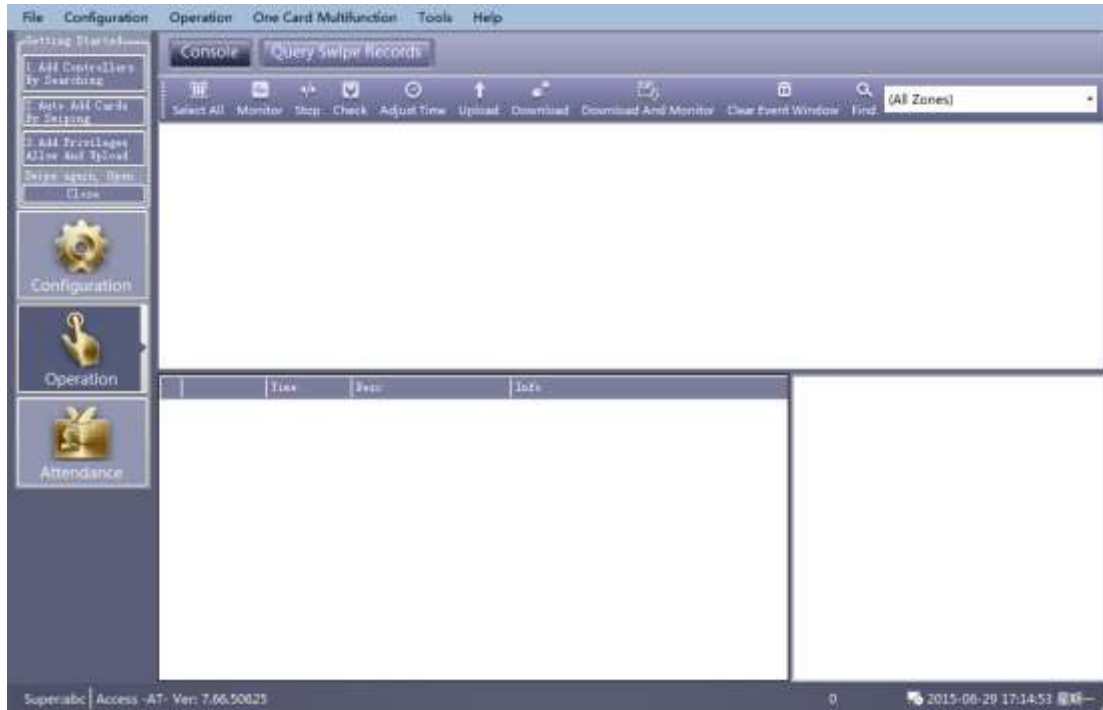 File Configuration Operation One Card Multifunction Tools Help
Getting Started
1. Add Controllers
By Searching
2. Auto Add Cards
By Swiping
3. Add Privileges
Allow And Upload
Swipe again, Open
Close
Console Query Swipe Records
Select All Monitor Stop Check Adjust Time Upload Download Download And Monitor Clear Event Window Find (All Zones)
Configuration
Operation
Attendance
Time Desc Info
Super:abc Access -AT- Ver: 7.66.50625 0 2015-06-29 17:14:53 星期一